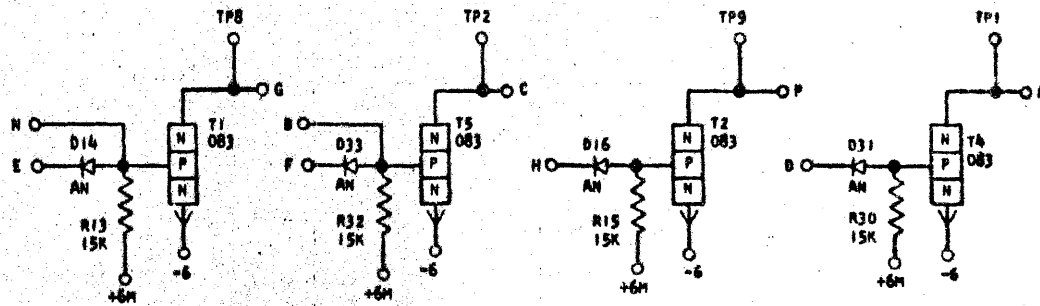 TP8 TP2 TP9 TP1
G C P
N T1 T5 T2 T4
083 083 083 083
N B
D14 D33 D16 D31
N N N N
P P P P
E F H D
AN AN AN AN
N N N N
R13 R32 R15 R30
15K 15K 15K 15K
-6 -6 -6 -6
+6M +6M +6M +6M